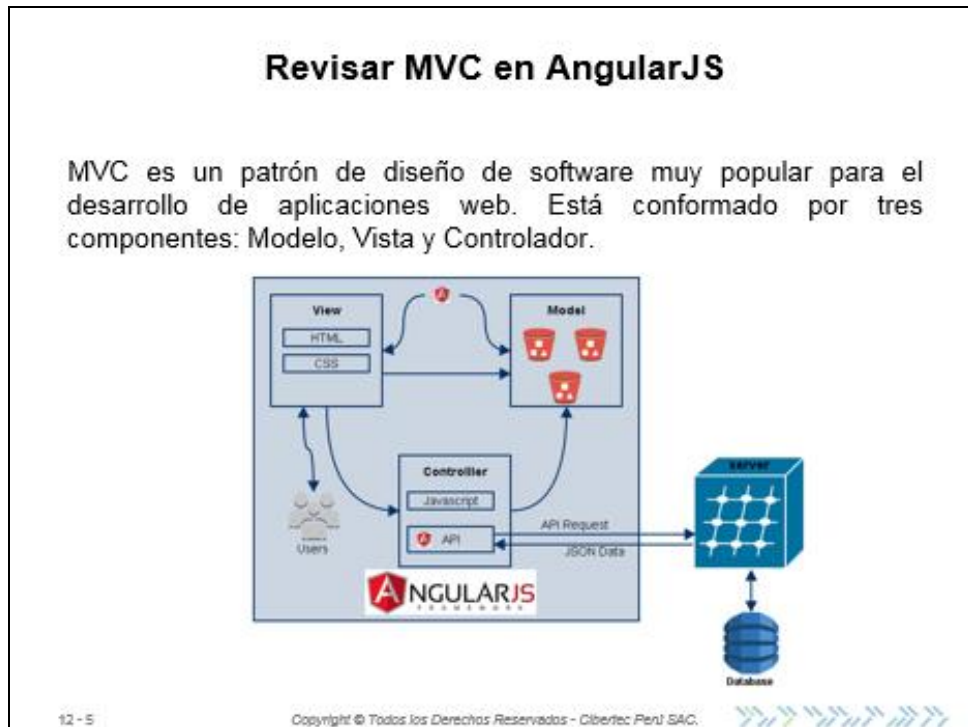 Revisar MVC en AngularJS
MVC es un patrón de diseño de software muy popular para el
desarrollo de aplicaciones web. Está conformado por tres
componentes: Modelo, Vista y Controlador.
View
HTML
CSS
Model
Controller
Javascript
API
Users
ANGULARJS
FRAMEWORK
API Request
JSON Data
server
Database
12 - 5
Copyright © Todos los Derechos Reservados - Cibertec Perú SAC.